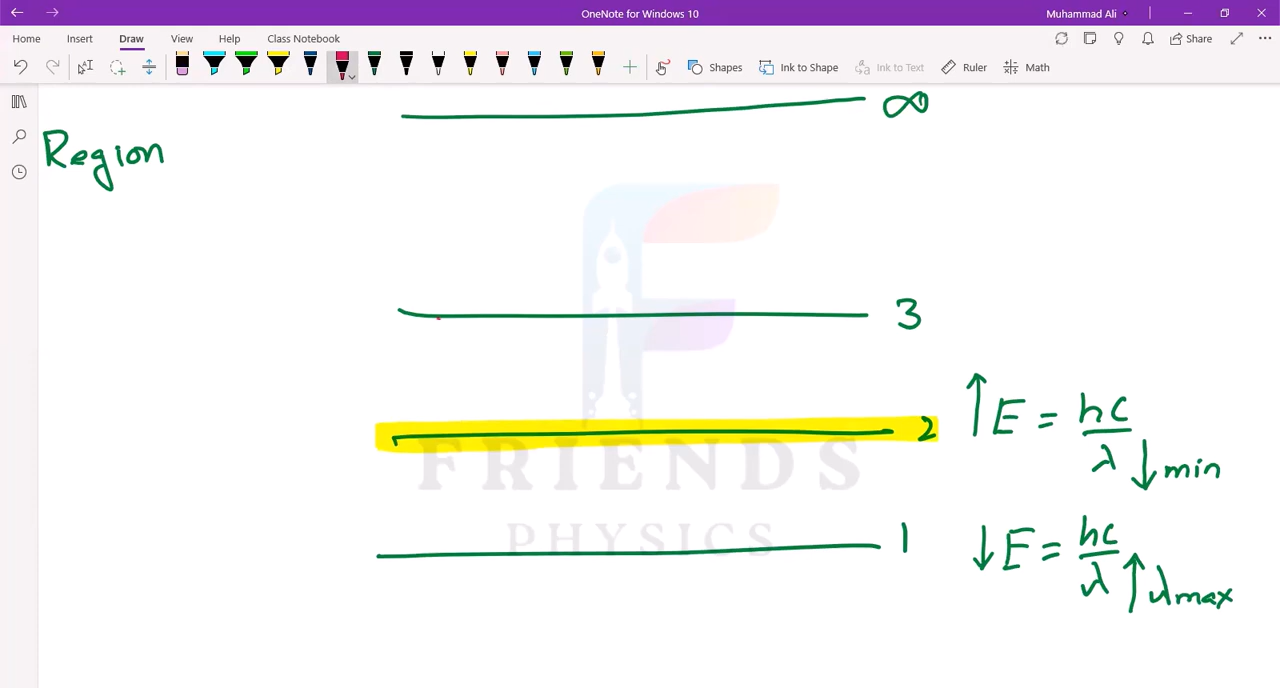 OneNote for Windows 10
Muhammad Ali
Home Insert Draw View Help Class Notebook
Share
Shapes Ink to Shape Ink to Text Ruler Math
∞
Region
3
2
↑E = hc/λ ↓ min
FRIENDS
PHYSICS
1
↓E = hc/λ ↑ λmax